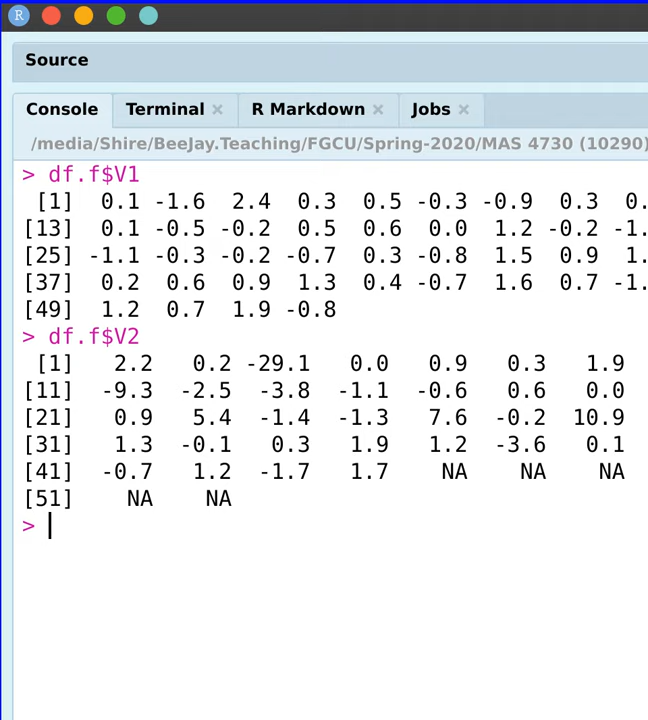 R
Source
Console Terminal × R Markdown × Jobs ×
/media/Shire/BeeJay.Teaching/FGCU/Spring-2020/MAS 4730 (10290)
> df.f$V1
[1] 0.1 -1.6 2.4 0.3 0.5 -0.3 -0.9 0.3 0.
[13] 0.1 -0.5 -0.2 0.5 0.6 0.0 1.2 -0.2 -1.
[25] -1.1 -0.3 -0.2 -0.7 0.3 -0.8 1.5 0.9 1.
[37] 0.2 0.6 0.9 1.3 0.4 -0.7 1.6 0.7 -1.
[49] 1.2 0.7 1.9 -0.8
> df.f$V2
[1] 2.2 0.2 -29.1 0.0 0.9 0.3 1.9
[11] -9.3 -2.5 -3.8 -1.1 -0.6 0.6 0.0
[21] 0.9 5.4 -1.4 -1.3 7.6 -0.2 10.9
[31] 1.3 -0.1 0.3 1.9 1.2 -3.6 0.1
[41] -0.7 1.2 -1.7 1.7 NA NA NA
[51] NA NA
>